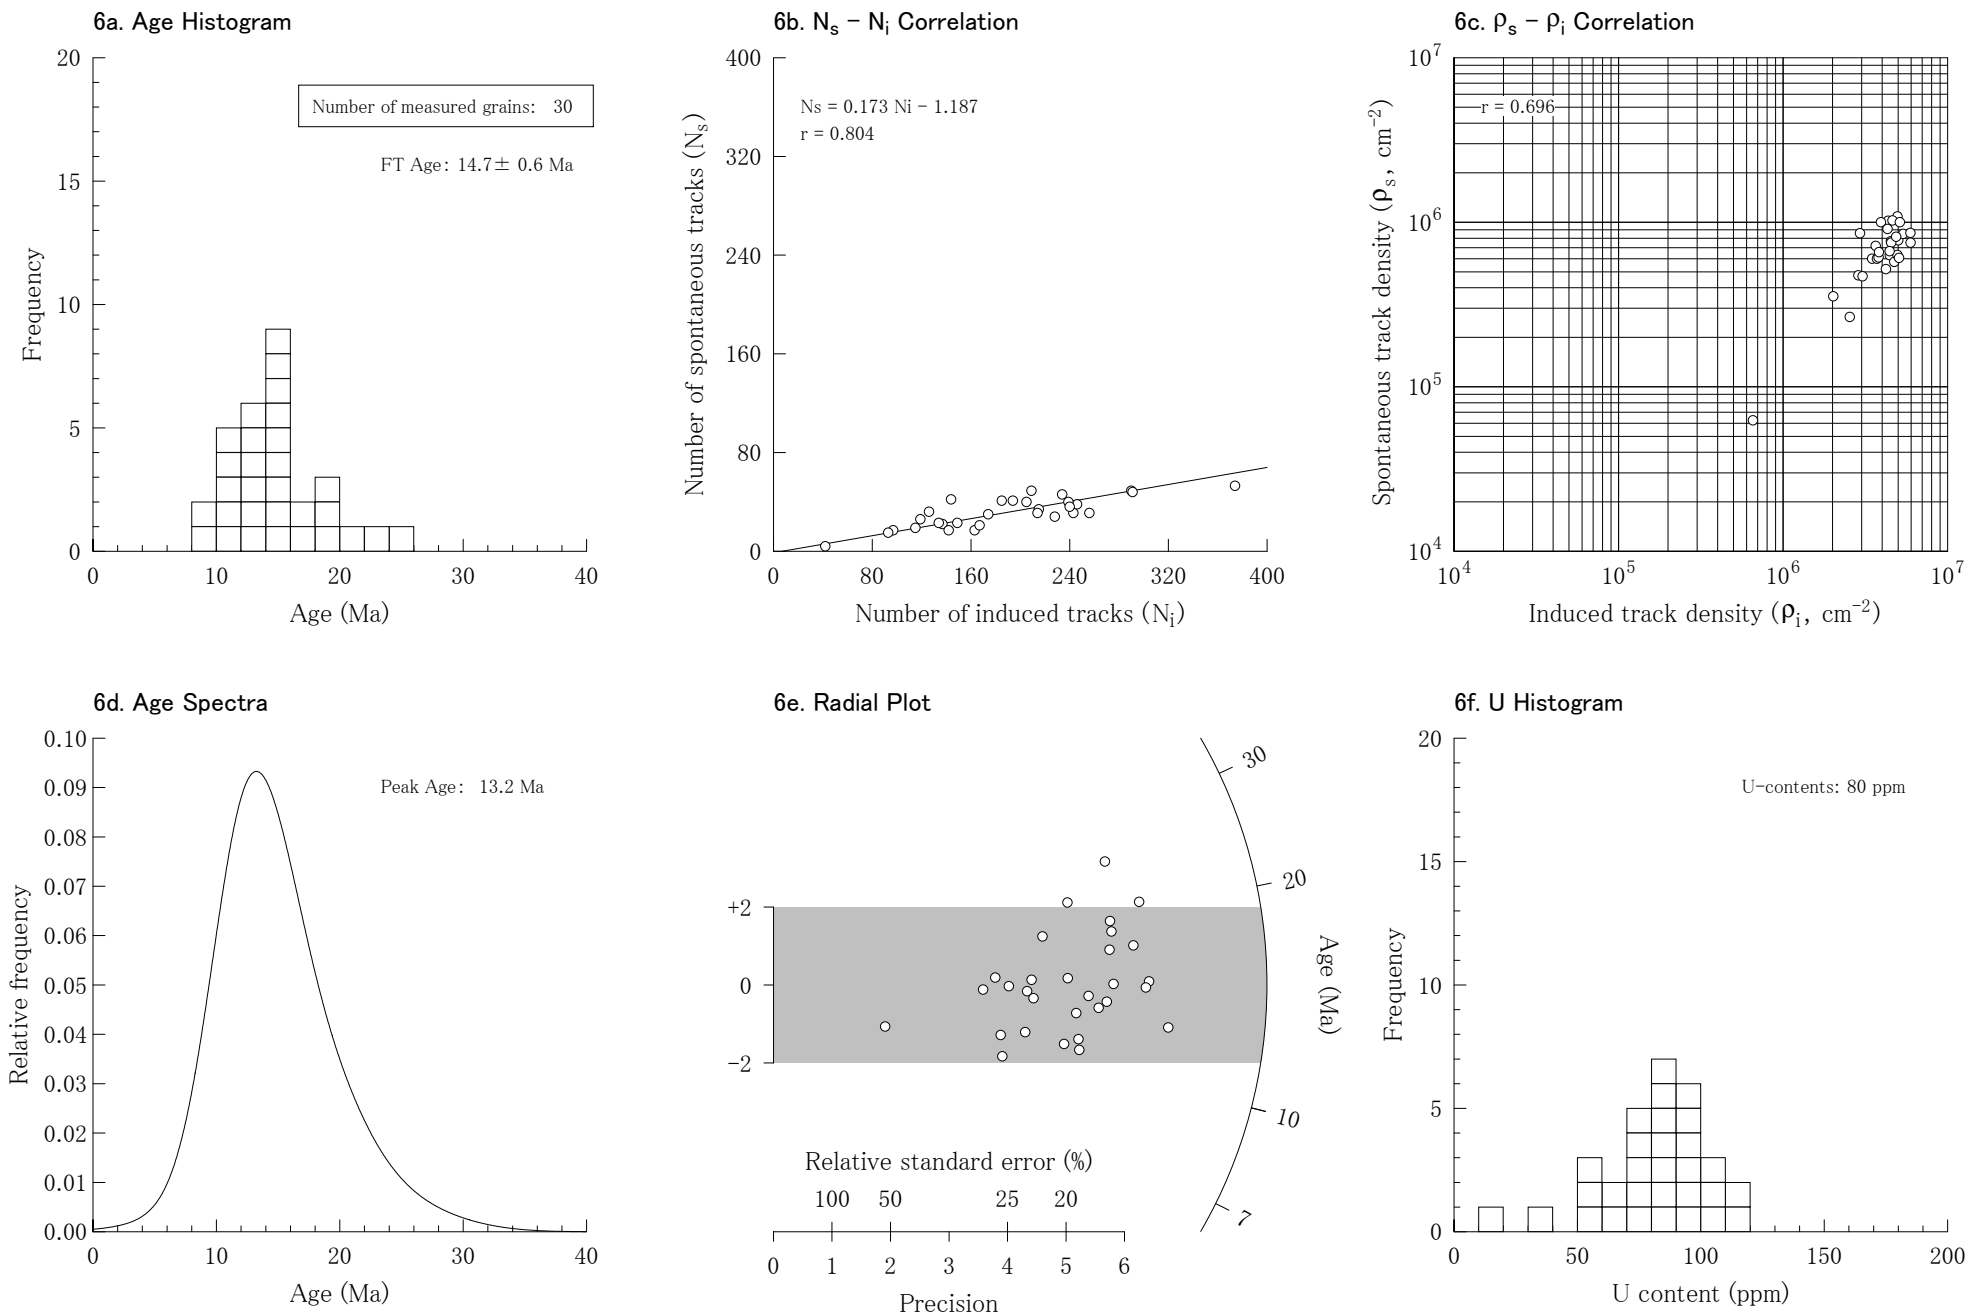 6a. Age Histogram
20
15
10
5
0
Frequency
Number of measured grains: 30
FT Age: 14.7± 0.6 Ma
0 10 20 30 40
Age (Ma)
6b. Ns − Ni Correlation
400
320
240
160
80
0
Number of spontaneous tracks (Ns)
Ns = 0.173 Ni − 1.187
r = 0.804
0 80 160 240 320 400
Number of induced tracks (Ni)
6c. ρs − ρi Correlation
10^7
10^6
10^5
10^4
Spontaneous track density (ρs, cm−2)
r = 0.696
10^4 10^5 10^6 10^7
Induced track density (ρi, cm−2)
6d. Age Spectra
0.10
0.09
0.08
0.07
0.06
0.05
0.04
0.03
0.02
0.01
0.00
Relative frequency
Peak Age: 13.2 Ma
0 10 20 30 40
Age (Ma)
6e. Radial Plot
+2
0
−2
30
20
10
7
Age (Ma)
Relative standard error (%)
100 50 25 20
0 1 2 3 4 5 6
Precision
6f. U Histogram
20
15
10
5
0
Frequency
U-contents: 80 ppm
0 50 100 150 200
U content (ppm)